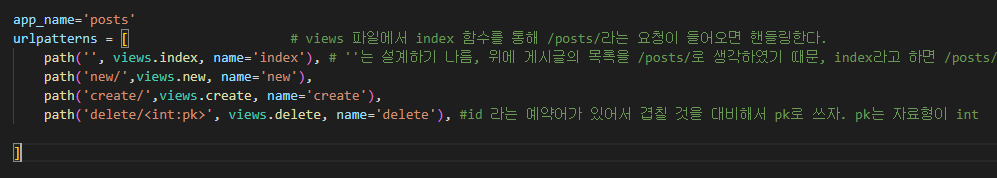 app_name='posts'
urlpatterns = [ # views 파일에서 index 함수를 통해 /posts/라는 요청이 들어오면 핸들링한다.
path('', views.index, name='index'), # ''는 설계하기 나름, 위에 게시글의 목록을 /posts/로 생각하였기 때문, index라고 하면 /posts/
path('new/',views.new, name='new'),
path('create/',views.create, name='create'),
path('delete/<int:pk>', views.delete, name='delete'), #id 라는 예약어가 있어서 겹칠 것을 대비해서 pk로 쓰자. pk는 자료형이 int
]